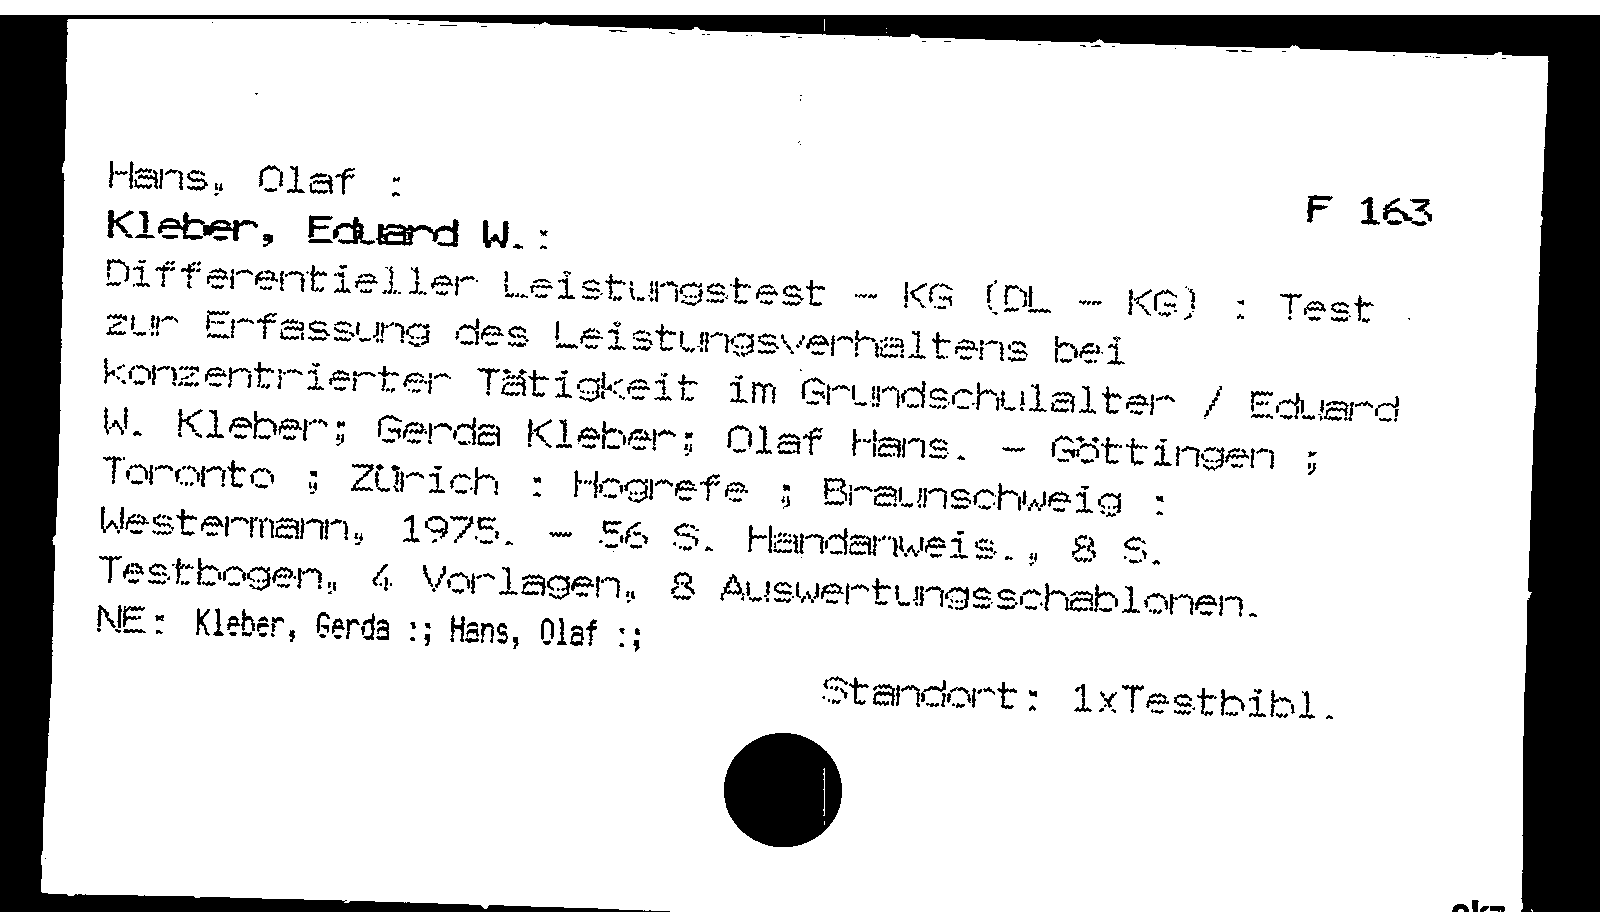 Hans, Olaf :
F 163
Kleber, Eduard W.:
Differentieller Leistungstest - KG (DL - KG) : Test
zur Erfassung des Leistungsverhaltens bei
konzentrierter Tätigkeit im Grundschulalter / Eduard
W. Kleber; Gerda Kleber; Olaf Hans. - Göttingen ;
Toronto ; Zürich : Hogrefe ; Braunschweig :
Westermann, 1975. - 56 S. Handanweis., 8 S.
Testbogen, 4 Vorlagen, 8 Auswertungsschablonen.
NE: Kleber, Gerda :; Hans, Olaf :;
Standort: 1xTestbibl.